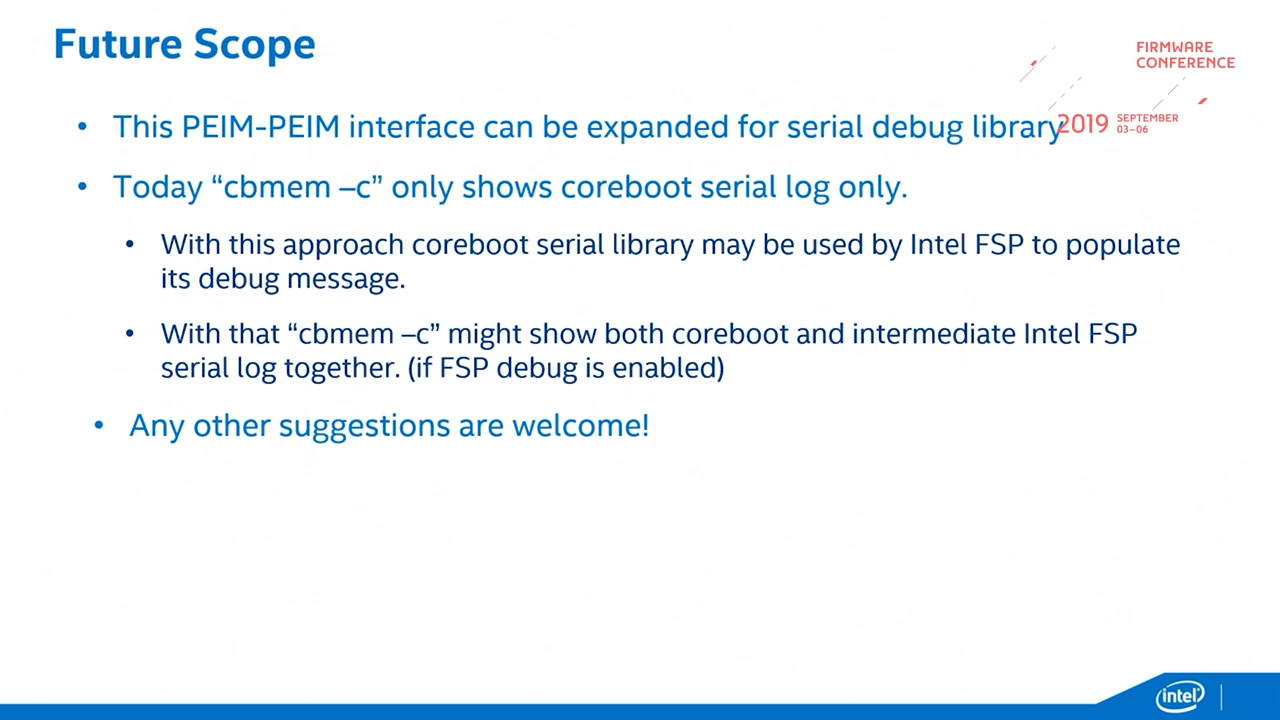 Future Scope
FIRMWARE
CONFERENCE
2019 SEPTEMBER
03–06
• This PEIM-PEIM interface can be expanded for serial debug library
• Today “cbmem –c” only shows coreboot serial log only.
• With this approach coreboot serial library may be used by Intel FSP to populate
its debug message.
• With that “cbmem –c” might show both coreboot and intermediate Intel FSP
serial log together. (if FSP debug is enabled)
• Any other suggestions are welcome!
intel